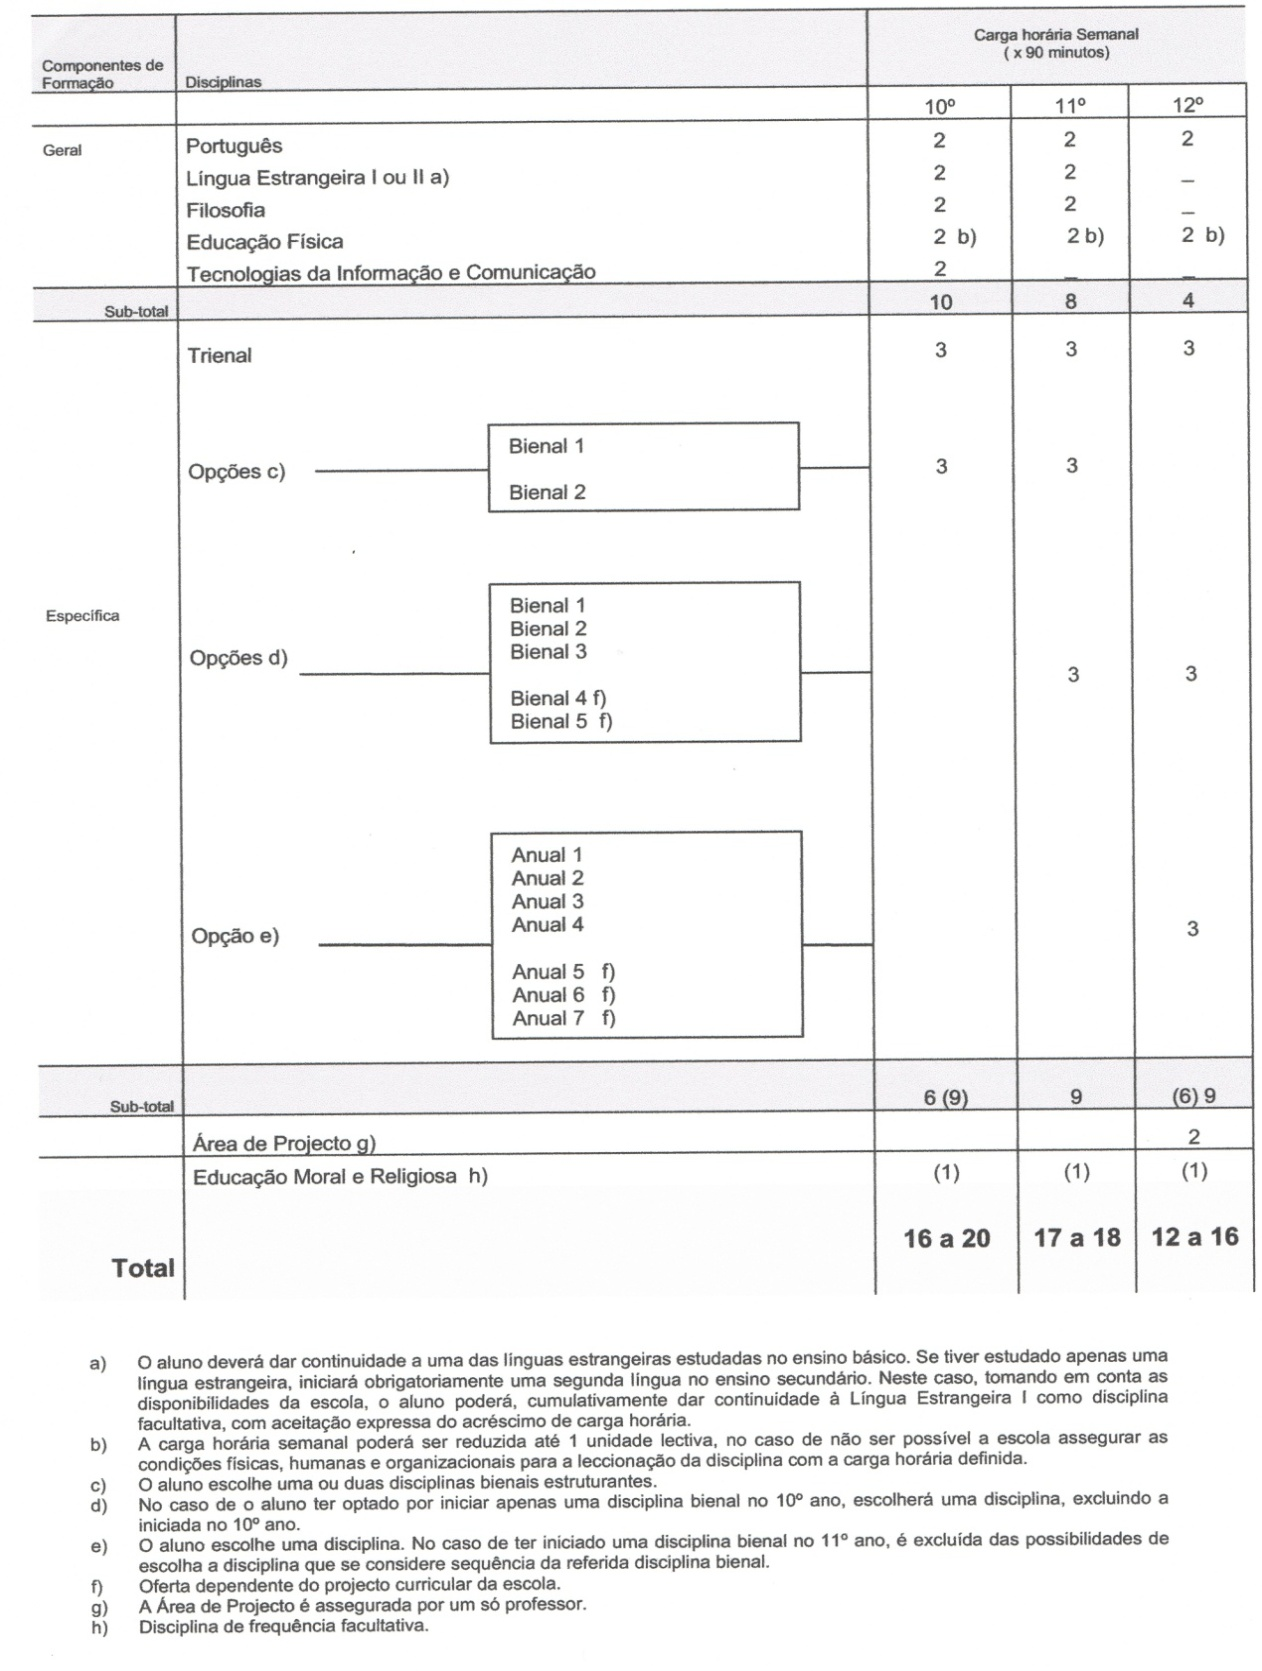 Carga horária Semanal
( x 90 minutos)
Componentes de
Formação Disciplinas
10º 11º 12º
Geral Português 2 2 2
Língua Estrangeira I ou II a) 2 2 _
Filosofia 2 2 _
Educação Física 2 b) 2 b) 2 b)
Tecnologias da Informação e Comunicação 2 _ _
Sub-total 10 8 4
Trienal 3 3 3
Bienal 1
Opções c) 3 3
Bienal 2
Bienal 1
Específica
Bienal 2
Bienal 3
Opções d) 3 3
Bienal 4 f)
Bienal 5 f)
Anual 1
Anual 2
Anual 3
Anual 4
Opção e) 3
Anual 5 f)
Anual 6 f)
Anual 7 f)
Sub-total 6 (9) 9 (6) 9
Área de Projecto g) 2
Educação Moral e Religiosa h) (1) (1) (1)
16 a 20 17 a 18 12 a 16
Total
a) O aluno deverá dar continuidade a uma das línguas estrangeiras estudadas no ensino básico. Se tiver estudado apenas uma
língua estrangeira, iniciará obrigatoriamente uma segunda língua no ensino secundário. Neste caso, tomando em conta as
disponibilidades da escola, o aluno poderá, cumulativamente dar continuidade à Língua Estrangeira I como disciplina
facultativa, com aceitação expressa do acréscimo de carga horária.
b) A carga horária semanal poderá ser reduzida até 1 unidade lectiva, no caso de não ser possível a escola assegurar as
condições físicas, humanas e organizacionais para a leccionação da disciplina com a carga horária definida.
c) O aluno escolhe uma ou duas disciplinas bienais estruturantes.
d) No caso de o aluno ter optado por iniciar apenas uma disciplina bienal no 10º ano, escolherá uma disciplina, excluindo a
iniciada no 10º ano.
e) O aluno escolhe uma disciplina. No caso de ter iniciado uma disciplina bienal no 11º ano, é excluída das possibilidades de
escolha a disciplina que se considere sequência da referida disciplina bienal.
f) Oferta dependente do projecto curricular da escola.
g) A Área de Projecto é assegurada por um só professor.
h) Disciplina de frequência facultativa.